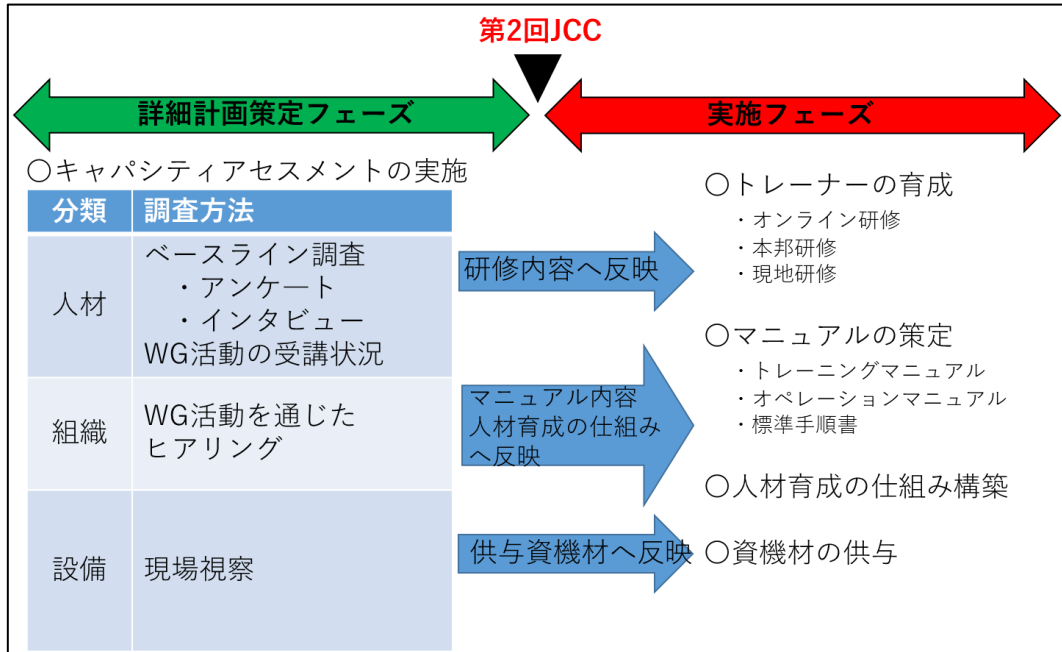 第2回JCC
詳細計画策定フェーズ
実施フェーズ
〇キャパシティアセスメントの実施
分類
調査方法
人材
ベースライン調査
・アンケート
・インタビュー
WG活動の受講状況
組織
WG活動を通じた
ヒアリング
設備
現場視察
研修内容へ反映
マニュアル内容
人材育成の仕組み
へ反映
供与資機材へ反映
〇トレーナーの育成
・オンライン研修
・本邦研修
・現地研修
〇マニュアルの策定
・トレーニングマニュアル
・オペレーションマニュアル
・標準手順書
〇人材育成の仕組み構築
〇資機材の供与